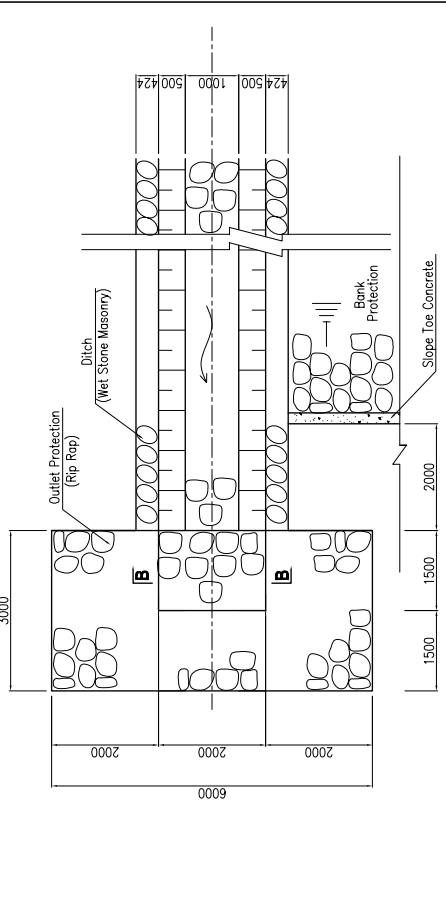 424
500
1000
500
424
Ditch
(Wet Stone Masonry)
Outlet Protection
(Rip Rap)
Bank
Protection
Slope Toe Concrete
B
B
3000
2000
1500
1500
2000
2000
2000
6000